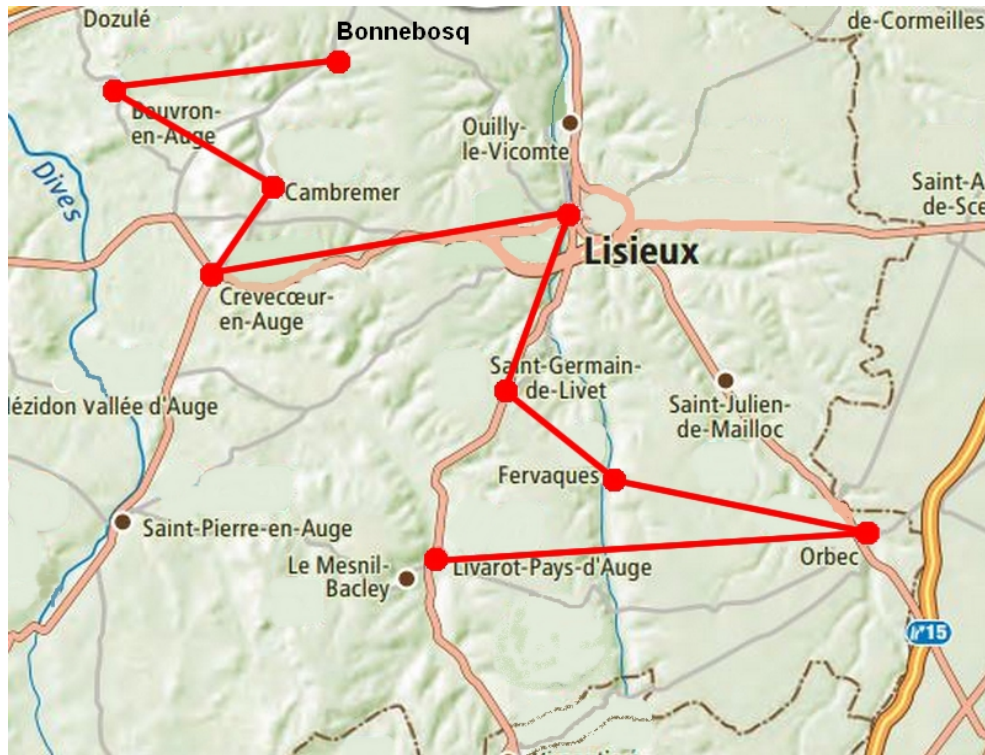 Dozulé
Bonnebosq
de-Cormeilles
Beuvron-
en-Auge
Ouilly-
le-Vicomte
Dives
Cambremer
Saint-A
de-Sce
Lisieux
Crèvecœur-
en-Auge
Saint-Germain-
de-Livet
lézidon Vallée d'Auge
Saint-Julien-
de-Mailloc
Fervaques
Saint-Pierre-en-Auge
Orbec
Le Mesnil-
Bacley
Livarot-Pays-d'Auge
15